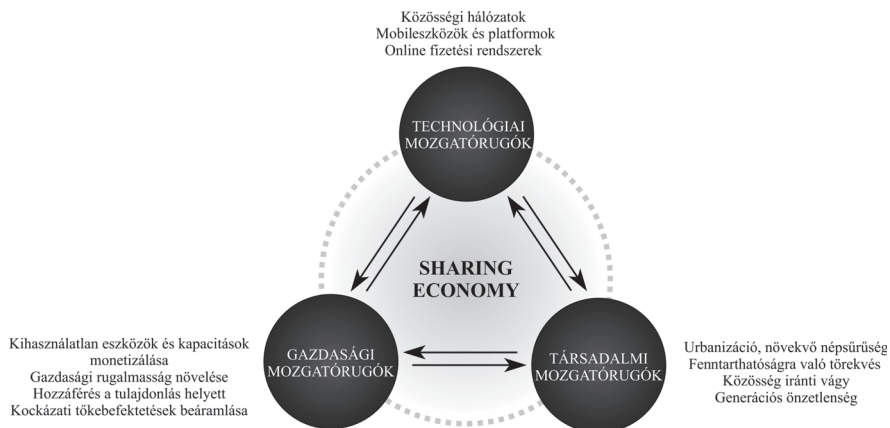 Közösségi hálózatok
Mobileszközök és platformok
Online fizetési rendszerek
TECHNOLÓGIAI
MOZGATÓRUGÓK
SHARING
ECONOMY
Kihasználatlan eszközök és kapacitások
monetizálása
Gazdasági rugalmasság növelése
Hozzáférés a tulajdonlás helyett
Kockázati tőkebefektetések beáramlása
GAZDASÁGI
MOZGATÓRUGÓK
TÁRSADALMI
MOZGATÓRUGÓK
Urbanizáció, növekvő népsűrűség
Fenntarthatóságra való törekvés
Közösség iránti vágy
Generációs önzetlenség